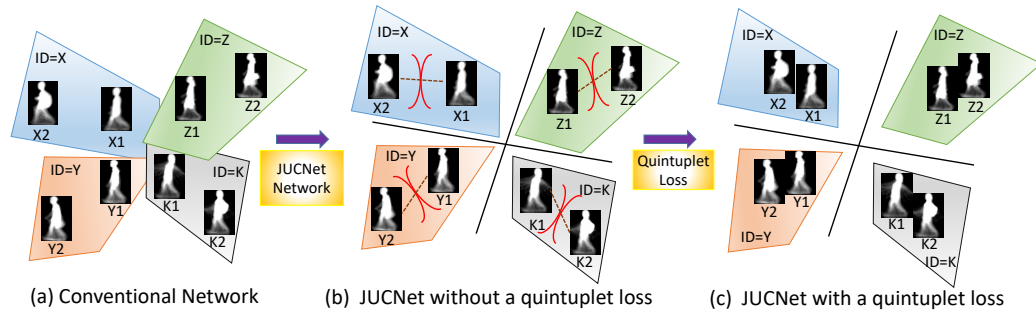 ID=X
X2
X1
ID=Z
Z1
Z2
ID=Y
Y1
Y2
ID=K
K1
K2
(a) Conventional Network
JUCNet
Network
ID=X
X2
X1
ID=Z
Z1
Z2
ID=Y
Y1
Y2
ID=K
K1
K2
(b) JUCNet without a quintuplet loss
Quintuplet
Loss
ID=X
X2
X1
ID=Z
Z1
Z2
Y2
Y1
ID=Y
K1
K2
ID=K
(c) JUCNet with a quintuplet loss